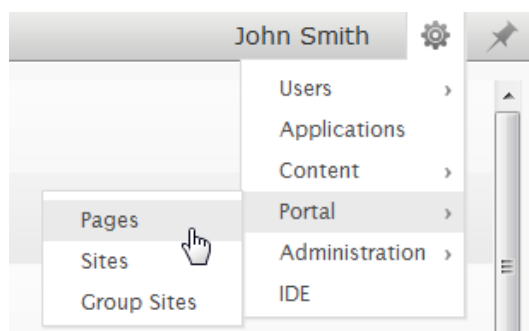 John Smith
Users
Applications
Content
Portal
Administration
IDE
Pages
Sites
Group Sites